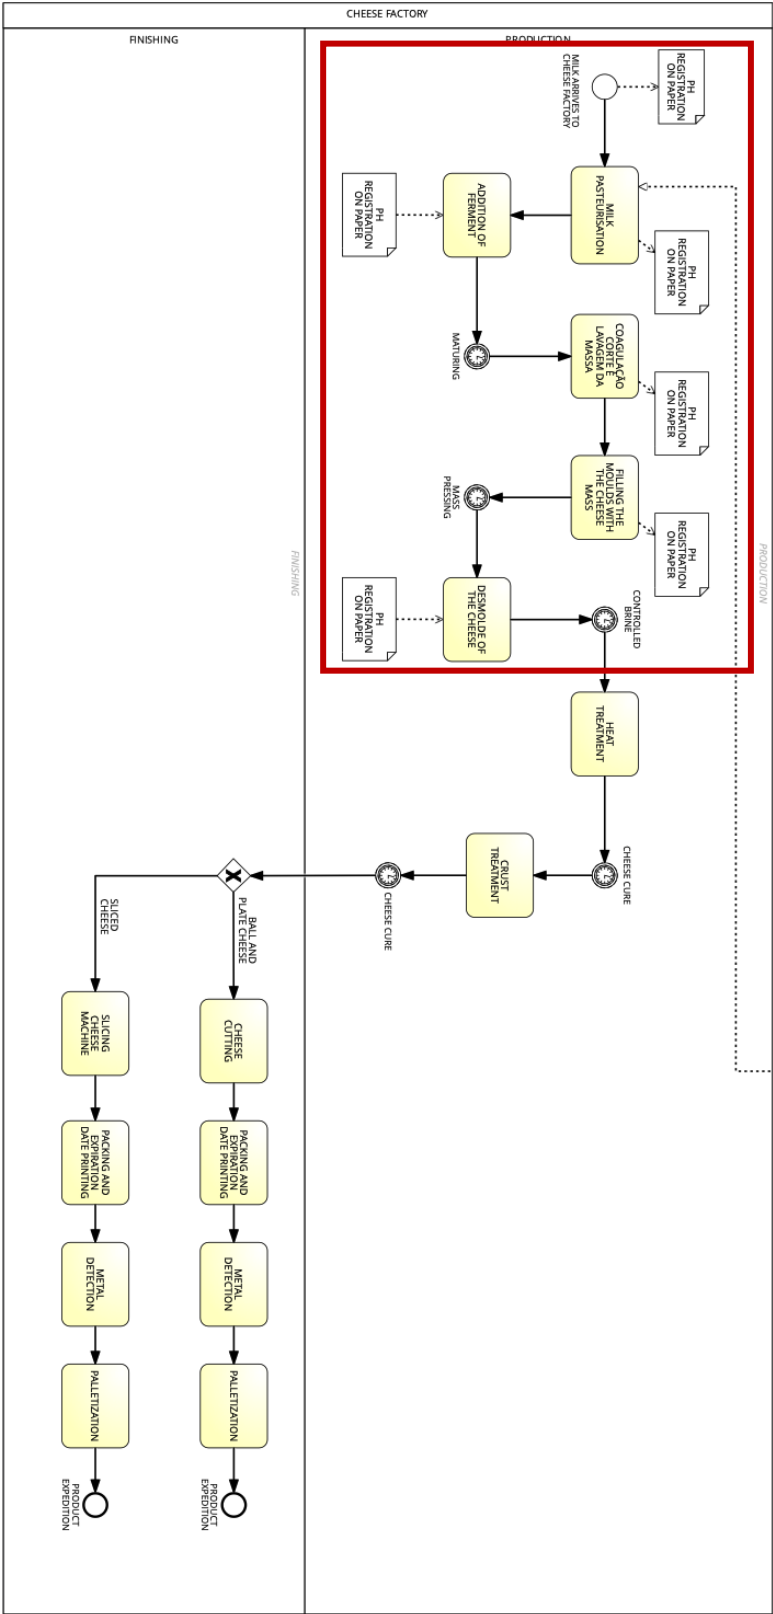 CHEESE FACTORY
FINISHING
PRODUCTION
MILK ARRIVES TO
CHEESE FACTORY
PH
REGISTRATION
ON PAPER
MILK
PASTEURISATION
PH
REGISTRATION
ON PAPER
ADDITION OF
FERMENT
PH
REGISTRATION
ON PAPER
MATURING
COAGULAÇÃO
CORTE E
LAVAGEM DA
MASSA
PH
REGISTRATION
ON PAPER
FILLING THE
MOULDS WITH
THE CHEESE
MASS
PH
REGISTRATION
ON PAPER
MASS
PRESSING
DESMOLDE OF
THE CHEESE
PH
REGISTRATION
ON PAPER
CONTROLLED
BRINE
FINISHING
PRODUCTION
HEAT
TREATMENT
CHEESE CURE
CRUST
TREATMENT
CHEESE CURE
BALL AND
PLATE CHEESE
SLICED
CHEESE
CHEESE
CUTTING
PACKING AND
EXPIRATION
DATE PRINTING
METAL
DETECTION
PALLETIZATION
PRODUCT
EXPEDITION
SLICING
CHEESE
MACHINE
PACKING AND
EXPIRATION
DATE PRINTING
METAL
DETECTION
PALLETIZATION
PRODUCT
EXPEDITION